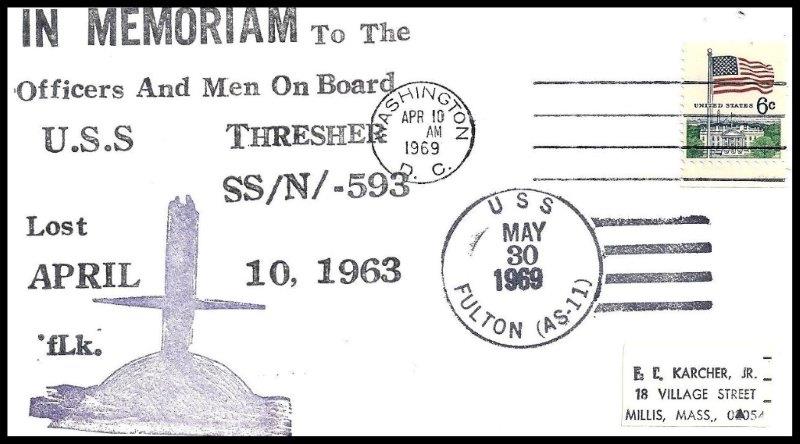 IN MEMORIAM To The
Officers And Men On Board
U.S.S THRESHER
SS/N/-593
Lost
APRIL 10, 1963
'fLk.
WASHINGTON
APR 10
AM
1969
D. C.
UNITED STATES 6c
USS
MAY
30
1969
FULTON (AS-11)
E. E. KARCHER, JR.
18 VILLAGE STREET
MILLIS, MASS, 02054